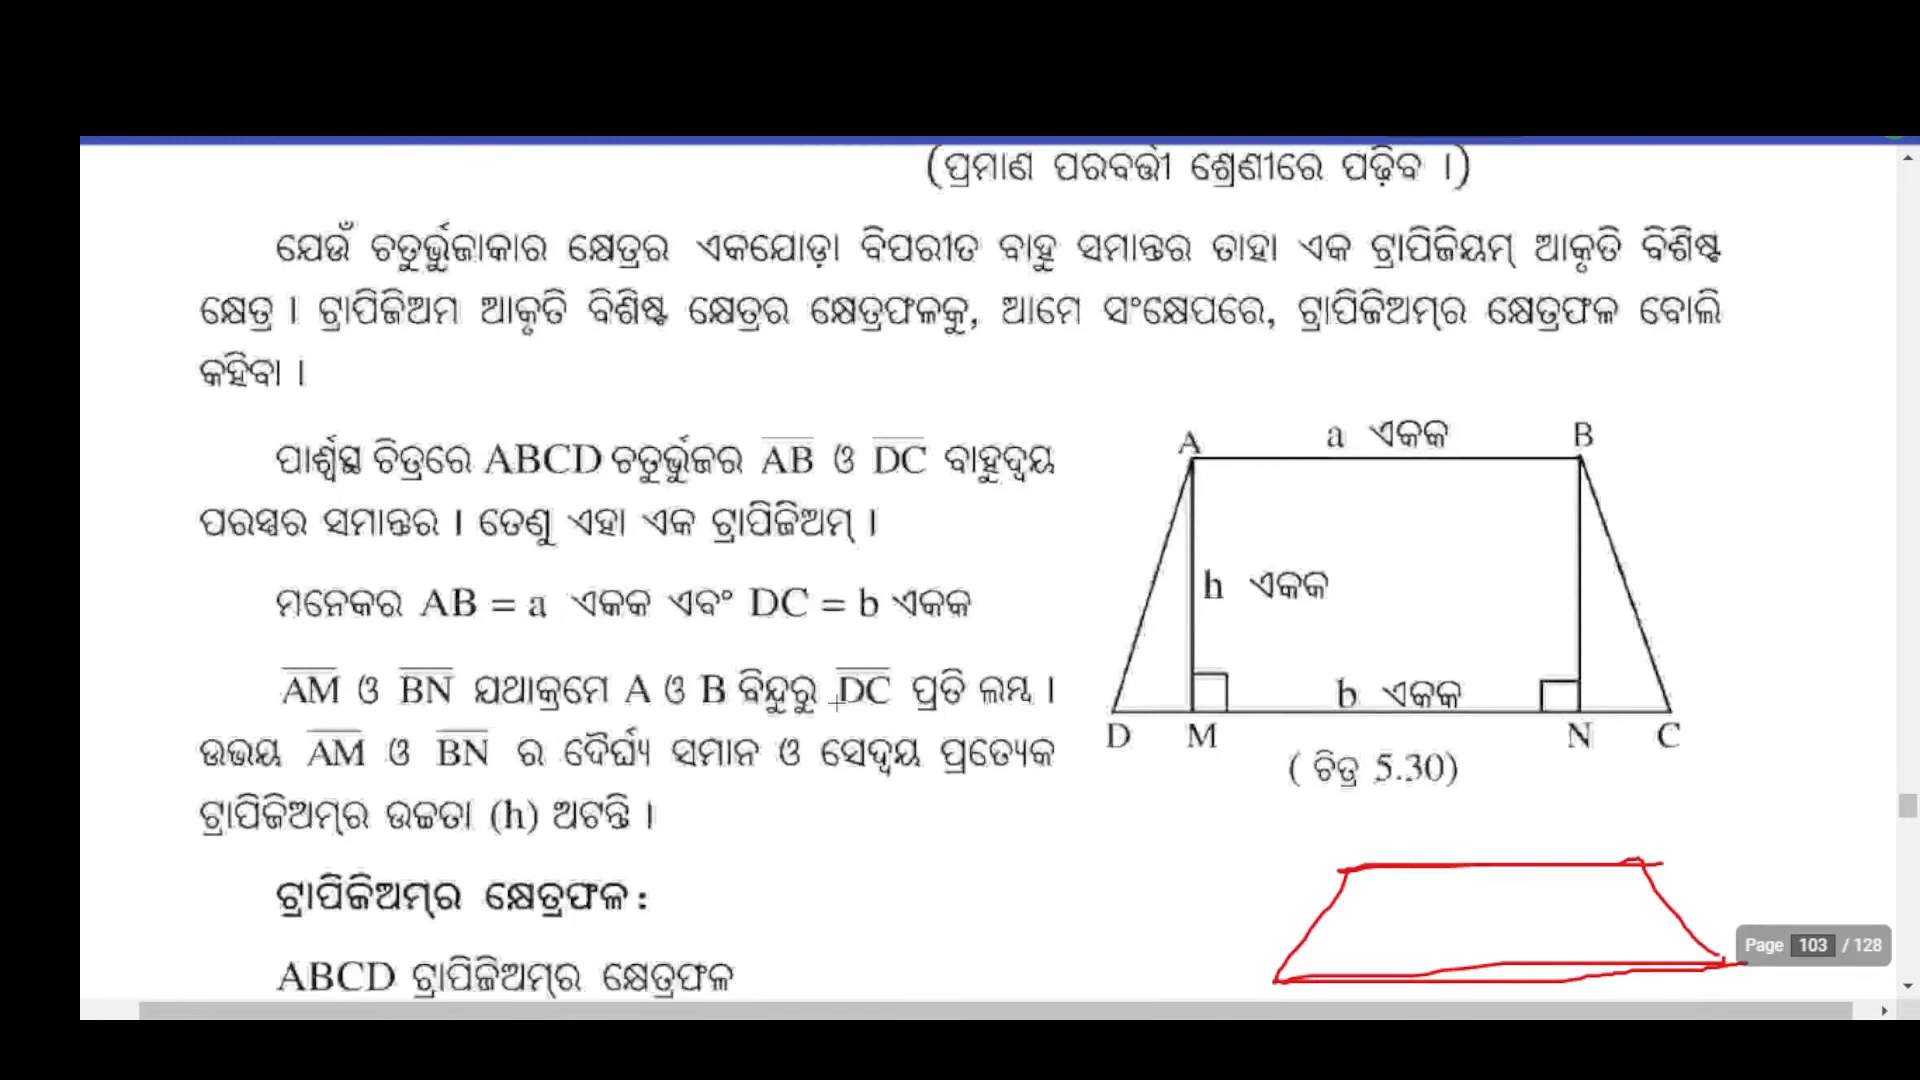 (ପ୍ରମାଣ ପରବର୍ତ୍ତୀ ଶ୍ରେଣୀରେ ପଢ଼ିବ ।)
ଯେଉଁ ଚତୁର୍ଭୁଜାକାର କ୍ଷେତ୍ରର ଏକଯୋଡ଼ା ବିପରୀତ ବାହୁ ସମାନ୍ତର ତାହା ଏକ ଟ୍ରାପିଜିୟମ୍ ଆକୃତି ବିଶିଷ୍ଟ
କ୍ଷେତ୍ର । ଟ୍ରାପିଜିଅମ ଆକୃତି ବିଶିଷ୍ଟ କ୍ଷେତ୍ରର କ୍ଷେତ୍ରଫଳକୁ, ଆମେ ସଂକ୍ଷେପରେ, ଟ୍ରାପିଜିଅମ୍‌ର କ୍ଷେତ୍ରଫଳ ବୋଲି
କହିବା ।
ପାର୍ଶ୍ଵସ୍ଥ ଚିତ୍ରରେ ABCD ଚତୁର୍ଭୁଜର AB ଓ DC ବାହୁଦ୍ୱୟ
ପରସ୍ପର ସମାନ୍ତର । ତେଣୁ ଏହା ଏକ ଟ୍ରାପିଜିଅମ୍ ।
ମନେକର AB = a ଏକକ ଏବଂ DC = b ଏକକ
AM ଓ BN ଯଥାକ୍ରମେ A ଓ B ବିନ୍ଦୁରୁ DC ପ୍ରତି ଲମ୍ବ ।
ଉଭୟ AM ଓ BN ର ଦୈର୍ଘ୍ୟ ସମାନ ଓ ସେଦ୍ୱୟ ପ୍ରତ୍ୟେକ
ଟ୍ରାପିଜିଅମ୍‌ର ଉଚ୍ଚତା (h) ଅଟନ୍ତି ।
A a ଏକକ B
h ଏକକ
b ଏକକ
D M N C
( ଚିତ୍ର 5.30)
ଟ୍ରାପିଜିଅମ୍‌ର କ୍ଷେତ୍ରଫଳ :
ABCD ଟ୍ରାପିଜିଅମ୍‌ର କ୍ଷେତ୍ରଫଳ
Page 103 / 128